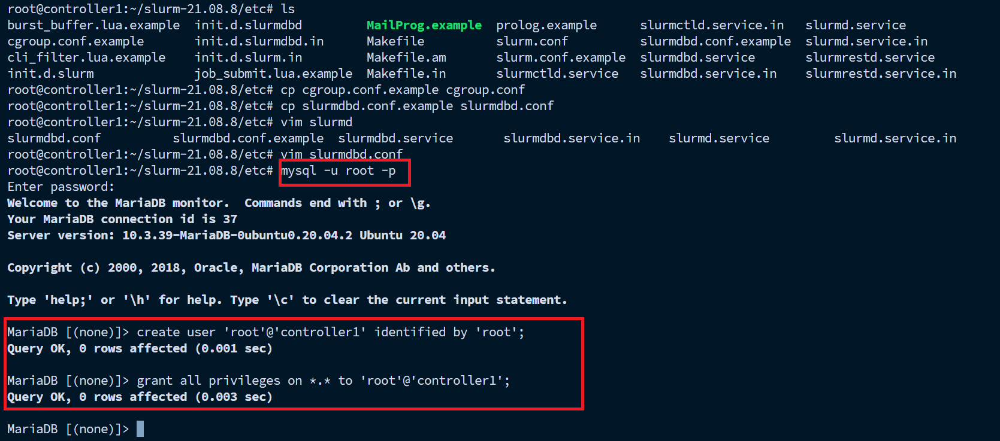 root@controller1:~/slurm-21.08.8/etc# ls
burst_buffer.lua.example  init.d.slurmdbd         MailProg.example  prolog.example      slurmctld.service.in   slurmd.service
cgroup.conf.example       init.d.slurmdbd.in      Makefile          slurm.conf          slurmdbd.conf.example  slurmd.service.in
cli_filter.lua.example    init.d.slurm.in         Makefile.am       slurm.conf.example  slurmdbd.service       slurmrestd.service
init.d.slurm              job_submit.lua.example  Makefile.in       slurmctld.service   slurmdbd.service.in    slurmrestd.service.in
root@controller1:~/slurm-21.08.8/etc# cp cgroup.conf.example cgroup.conf
root@controller1:~/slurm-21.08.8/etc# cp slurmdbd.conf.example slurmdbd.conf
root@controller1:~/slurm-21.08.8/etc# vim slurmd
slurmdbd.conf          slurmdbd.conf.example  slurmdbd.service       slurmdbd.service.in    slurmd.service         slurmd.service.in
root@controller1:~/slurm-21.08.8/etc# vim slurmdbd.conf
root@controller1:~/slurm-21.08.8/etc# mysql -u root -p
Enter password:
Welcome to the MariaDB monitor.  Commands end with ; or \g.
Your MariaDB connection id is 37
Server version: 10.3.39-MariaDB-0ubuntu0.20.04.2 Ubuntu 20.04
Copyright (c) 2000, 2018, Oracle, MariaDB Corporation Ab and others.
Type 'help;' or '\h' for help. Type '\c' to clear the current input statement.
MariaDB [(none)]> create user 'root'@'controller1' identified by 'root';
Query OK, 0 rows affected (0.001 sec)
MariaDB [(none)]> grant all privileges on *.* to 'root'@'controller1';
Query OK, 0 rows affected (0.003 sec)
MariaDB [(none)]>